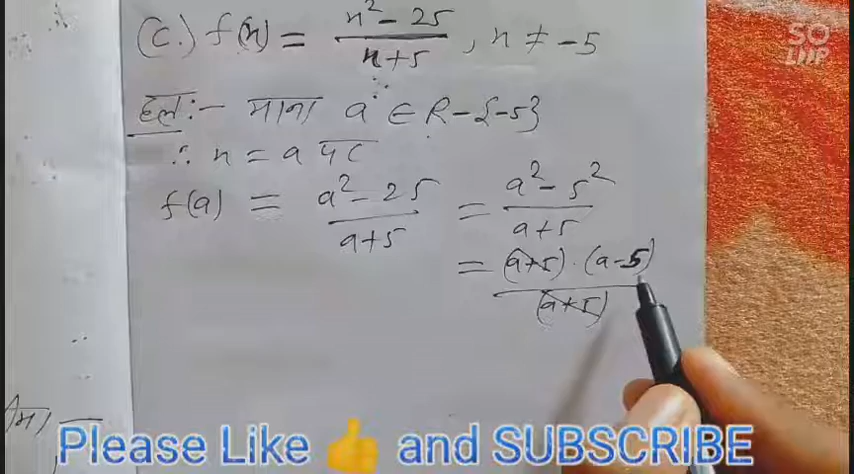 (c.) f(x) = x² - 25 / x+5 , x ≠ -5
SO
LIIP
हल :- माना a ∈ R - {-5}
∴ x = a पर
f(a) = a² - 25 / a+5 = a² - 5² / a+5
= (a+5) · (a-5) / (a+5)
Please Like 👍 and SUBSCRIBE